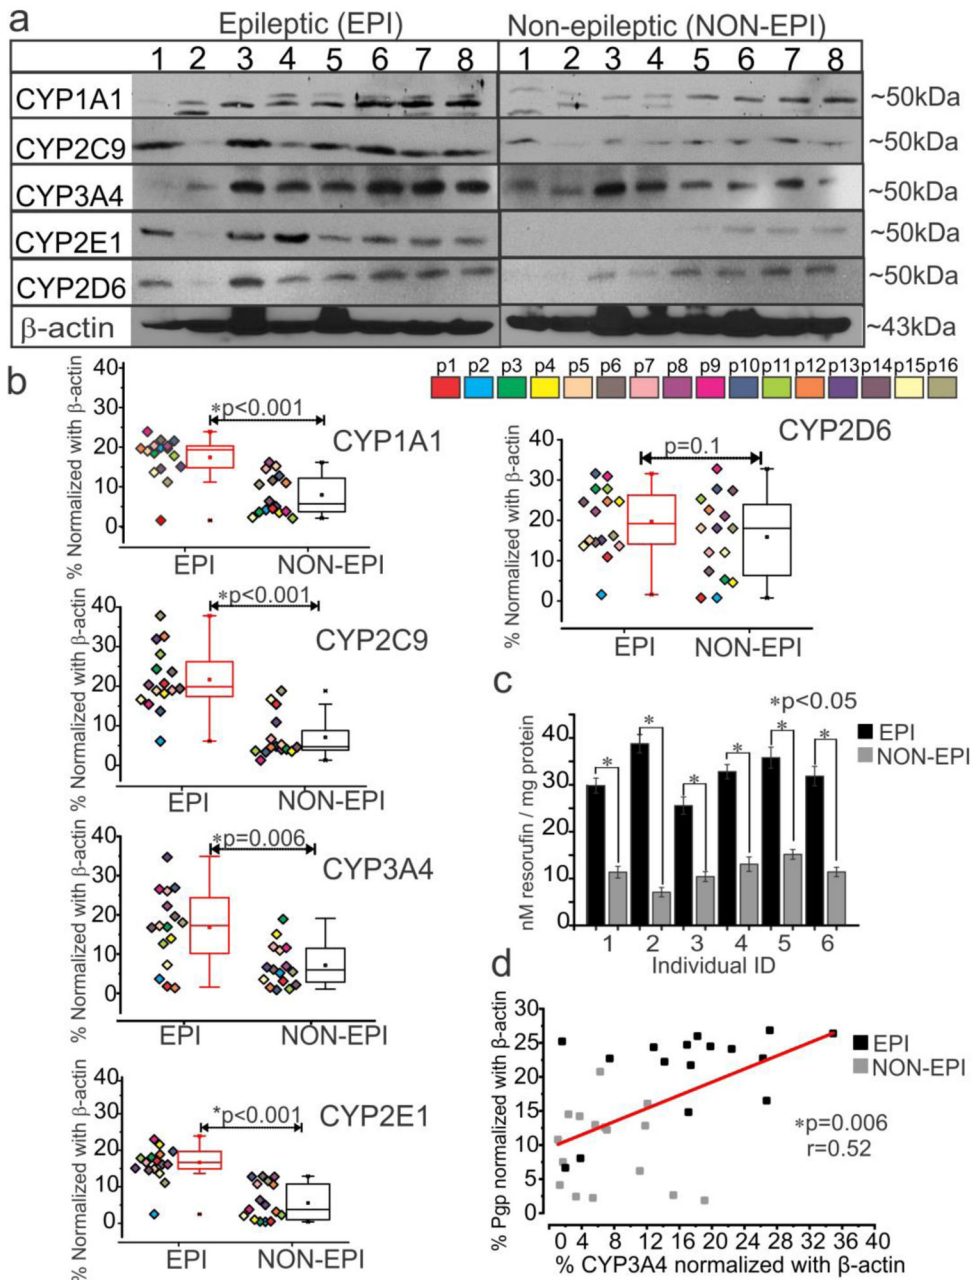 a
Epileptic (EPI) Non-epileptic (NON-EPI)
1 2 3 4 5 6 7 8 1 2 3 4 5 6 7 8
CYP1A1 ~50kDa
CYP2C9 ~50kDa
CYP3A4 ~50kDa
CYP2E1 ~50kDa
CYP2D6 ~50kDa
β-actin ~43kDa
p1 p2 p3 p4 p5 p6 p7 p8 p9 p10 p11 p12 p13 p14 p15 p16
b
% Normalized with β-actin
40
30
20
10
0
*p<0.001
CYP1A1
EPI NON-EPI
% Normalized with β-actin
40
30
20
10
0
*p<0.001
CYP2C9
EPI NON-EPI
% Normalized with β-actin
40
30
20
10
0
*p=0.006
CYP3A4
EPI NON-EPI
% Normalized with β-actin
40
30
20
10
0
*p<0.001
CYP2E1
EPI NON-EPI
CYP2D6
% Normalized with β-actin
40
30
20
10
0
p=0.1
EPI NON-EPI
c
*p<0.05
EPI
NON-EPI
nM resorufin / mg protein
40
30
20
10
0
* * * * * *
1 2 3 4 5 6
Individual ID
d
% Pgp normalized with β-actin
30
25
20
15
10
5
0
EPI
NON-EPI
*p=0.006
r=0.52
0 4 8 12 16 20 24 28 32 36 40
% CYP3A4 normalized with β-actin